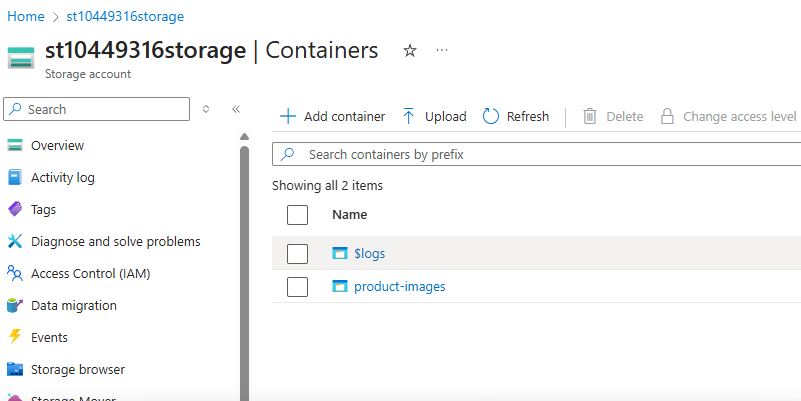 Home > st10449316storage
st10449316storage | Containers ☆ ···
Storage account
Search
Overview
Activity log
Tags
Diagnose and solve problems
Access Control (IAM)
Data migration
Events
Storage browser
Storage Mover
+ Add container Upload Refresh Delete Change access level
Search containers by prefix
Showing all 2 items
Name
$logs
product-images